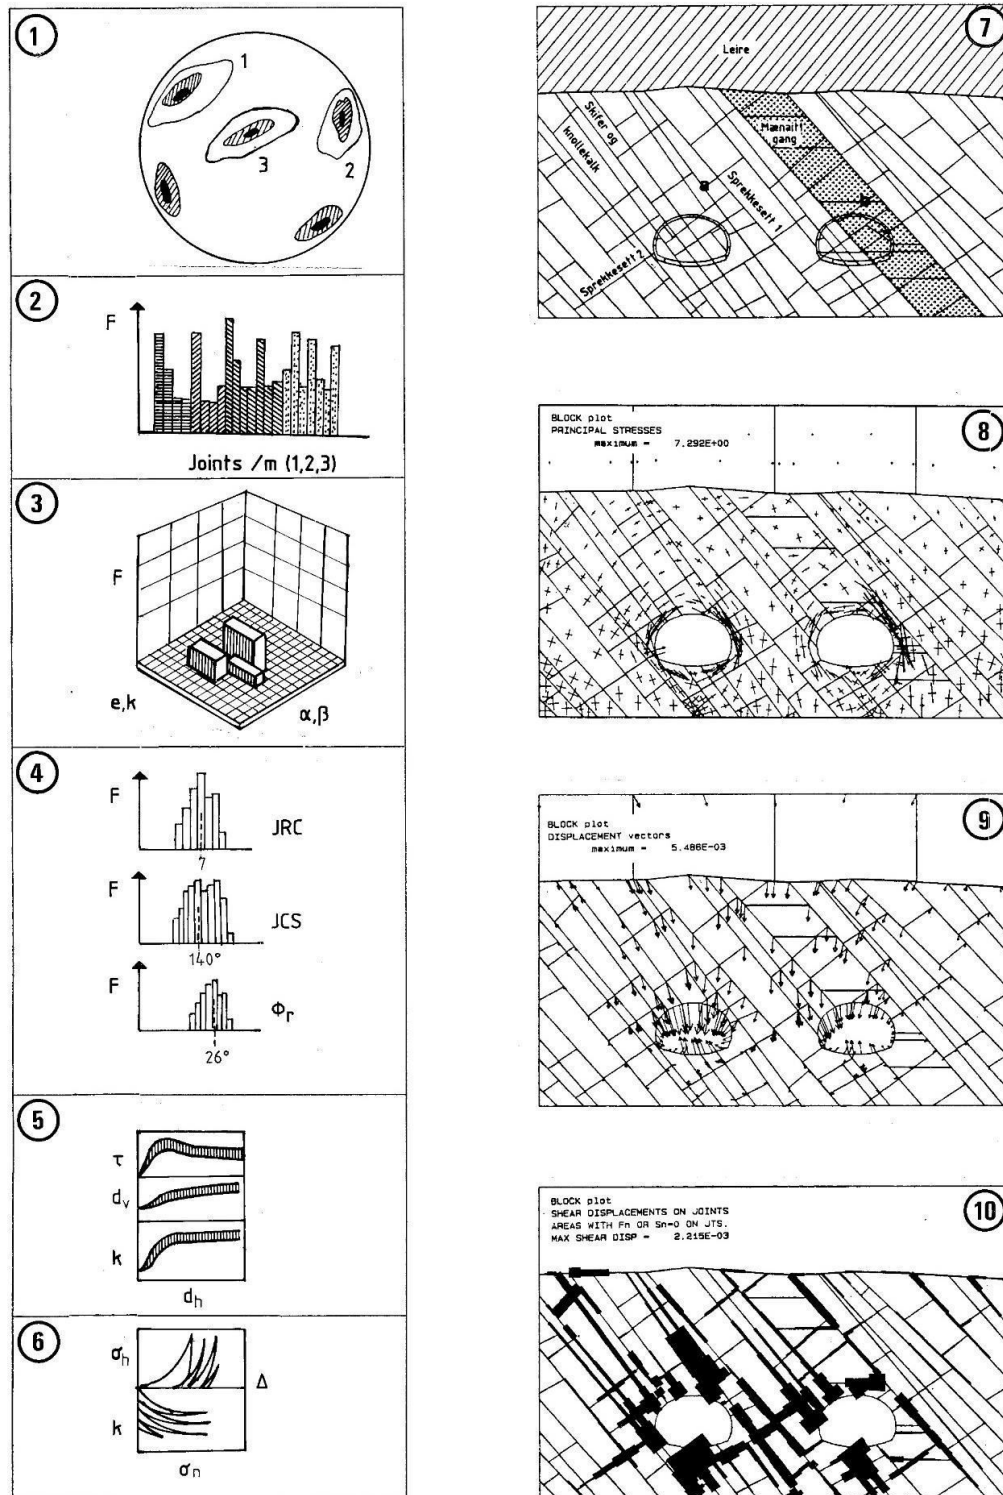 1
1
2
3
2
F
Joints /m (1,2,3)
3
F
e,k
α,β
4
F
JRC
7
F
JCS
140°
F
Φr
26°
5
τ
dv
k
dh
6
σh
Δ
k
σn
7
Leire
Skifer og
knollekalk
Mænaitt
gang
Sprekkesett 1
Sprekkesett 2
8
BLOCK plot
PRINCIPAL STRESSES
maximum = 7.292E+00
9
BLOCK plot
DISPLACEMENT vectors
maximum = 5.486E-03
10
BLOCK plot
SHEAR DISPLACEMENTS ON JOINTS
AREAS WITH Fn OR Sn=0 ON JTS.
MAX SHEAR DISP = 2.215E-03